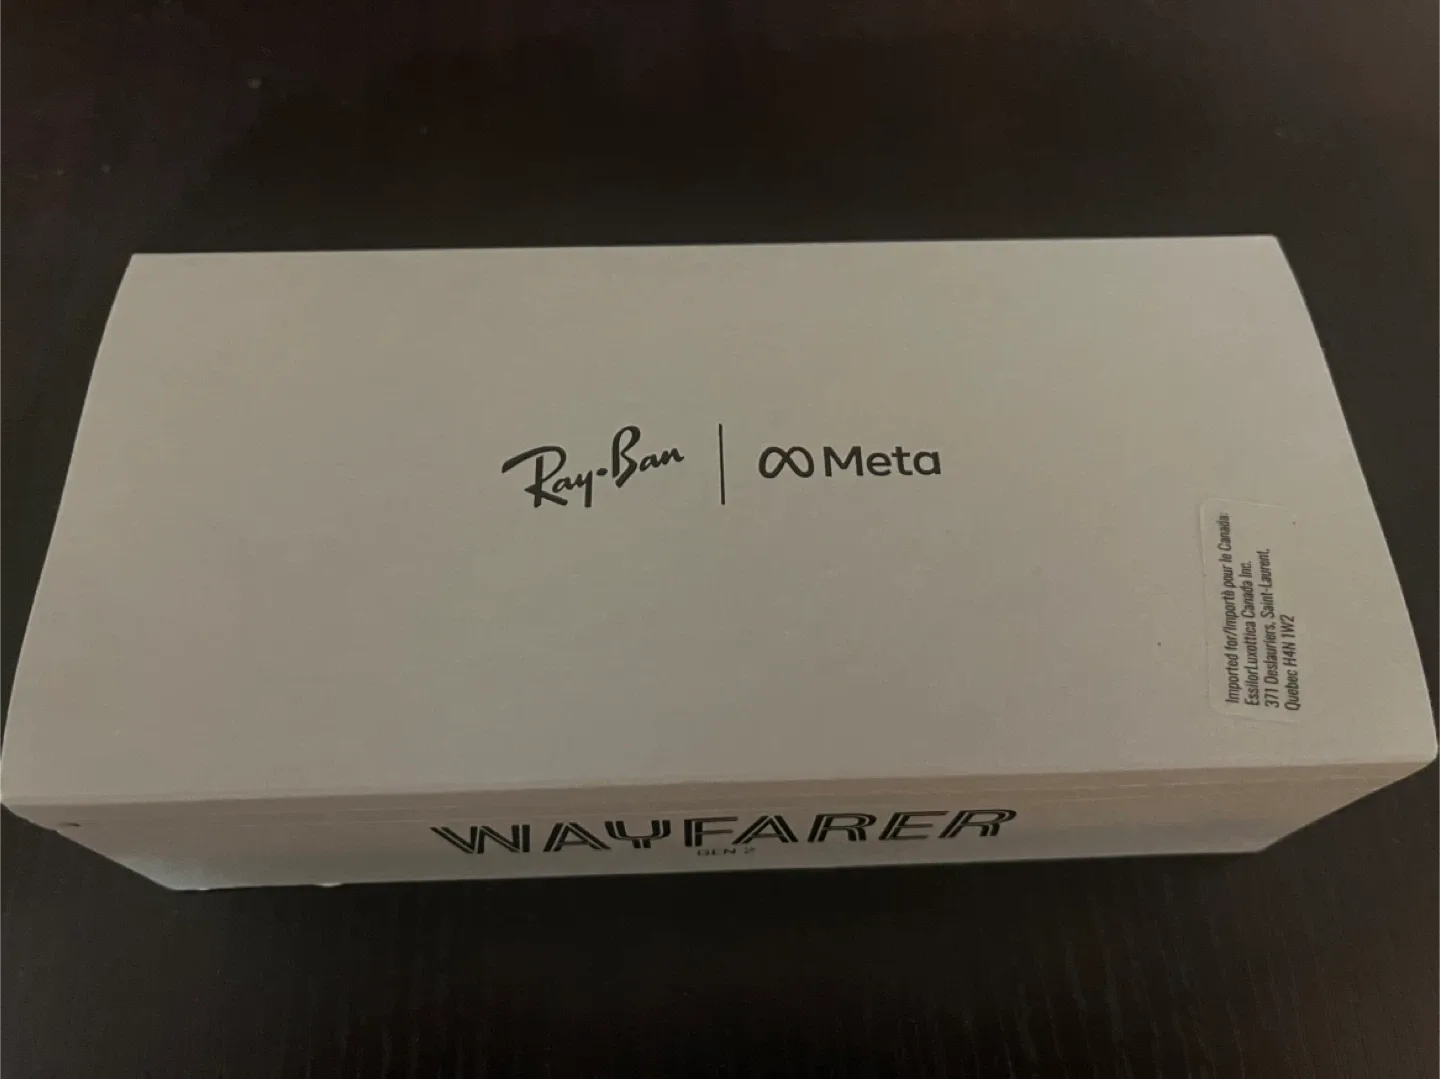 Ray-Ban | Meta
Imported for/Importé pour le Canada:
EssilorLuxottica Canada Inc.
371 Deslauriers, Saint-Laurent,
Quebec H4N 1W2
WAYFARER
GEN 2